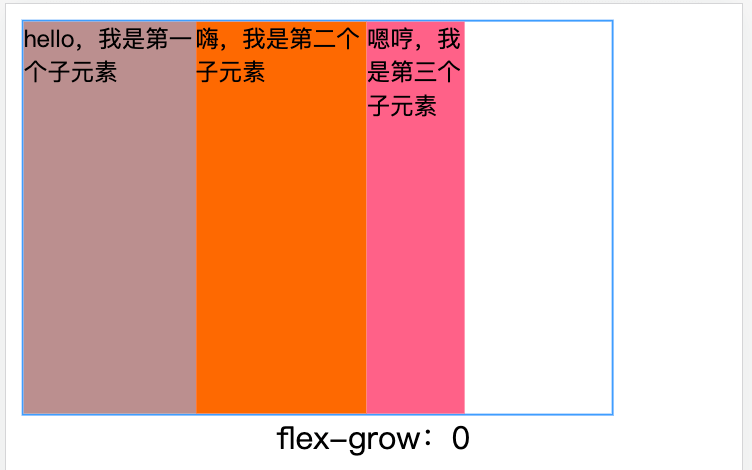 hello，我是第一
个子元素
嗨，我是第二个
子元素
嗯哼，我
是第三个
子元素
flex-grow：0